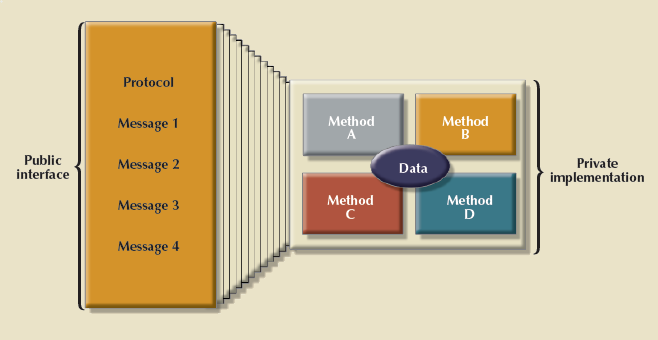 Public
interface
Protocol
Message 1
Message 2
Message 3
Message 4
Method
A
Method
B
Data
Method
C
Method
D
Private
implementation